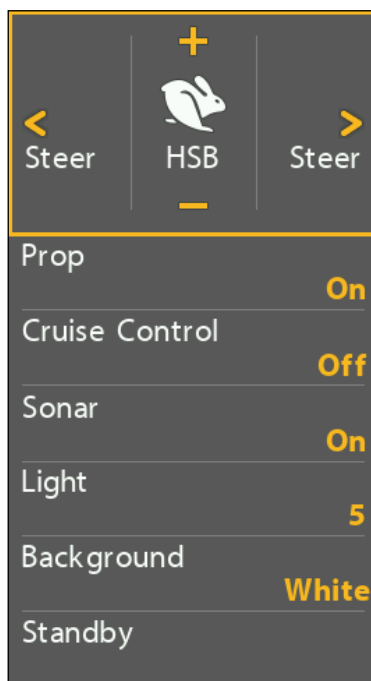 +
< HSB >
Steer Steer
–
Prop
On
Cruise Control
Off
Sonar
On
Light
5
Background
White
Standby